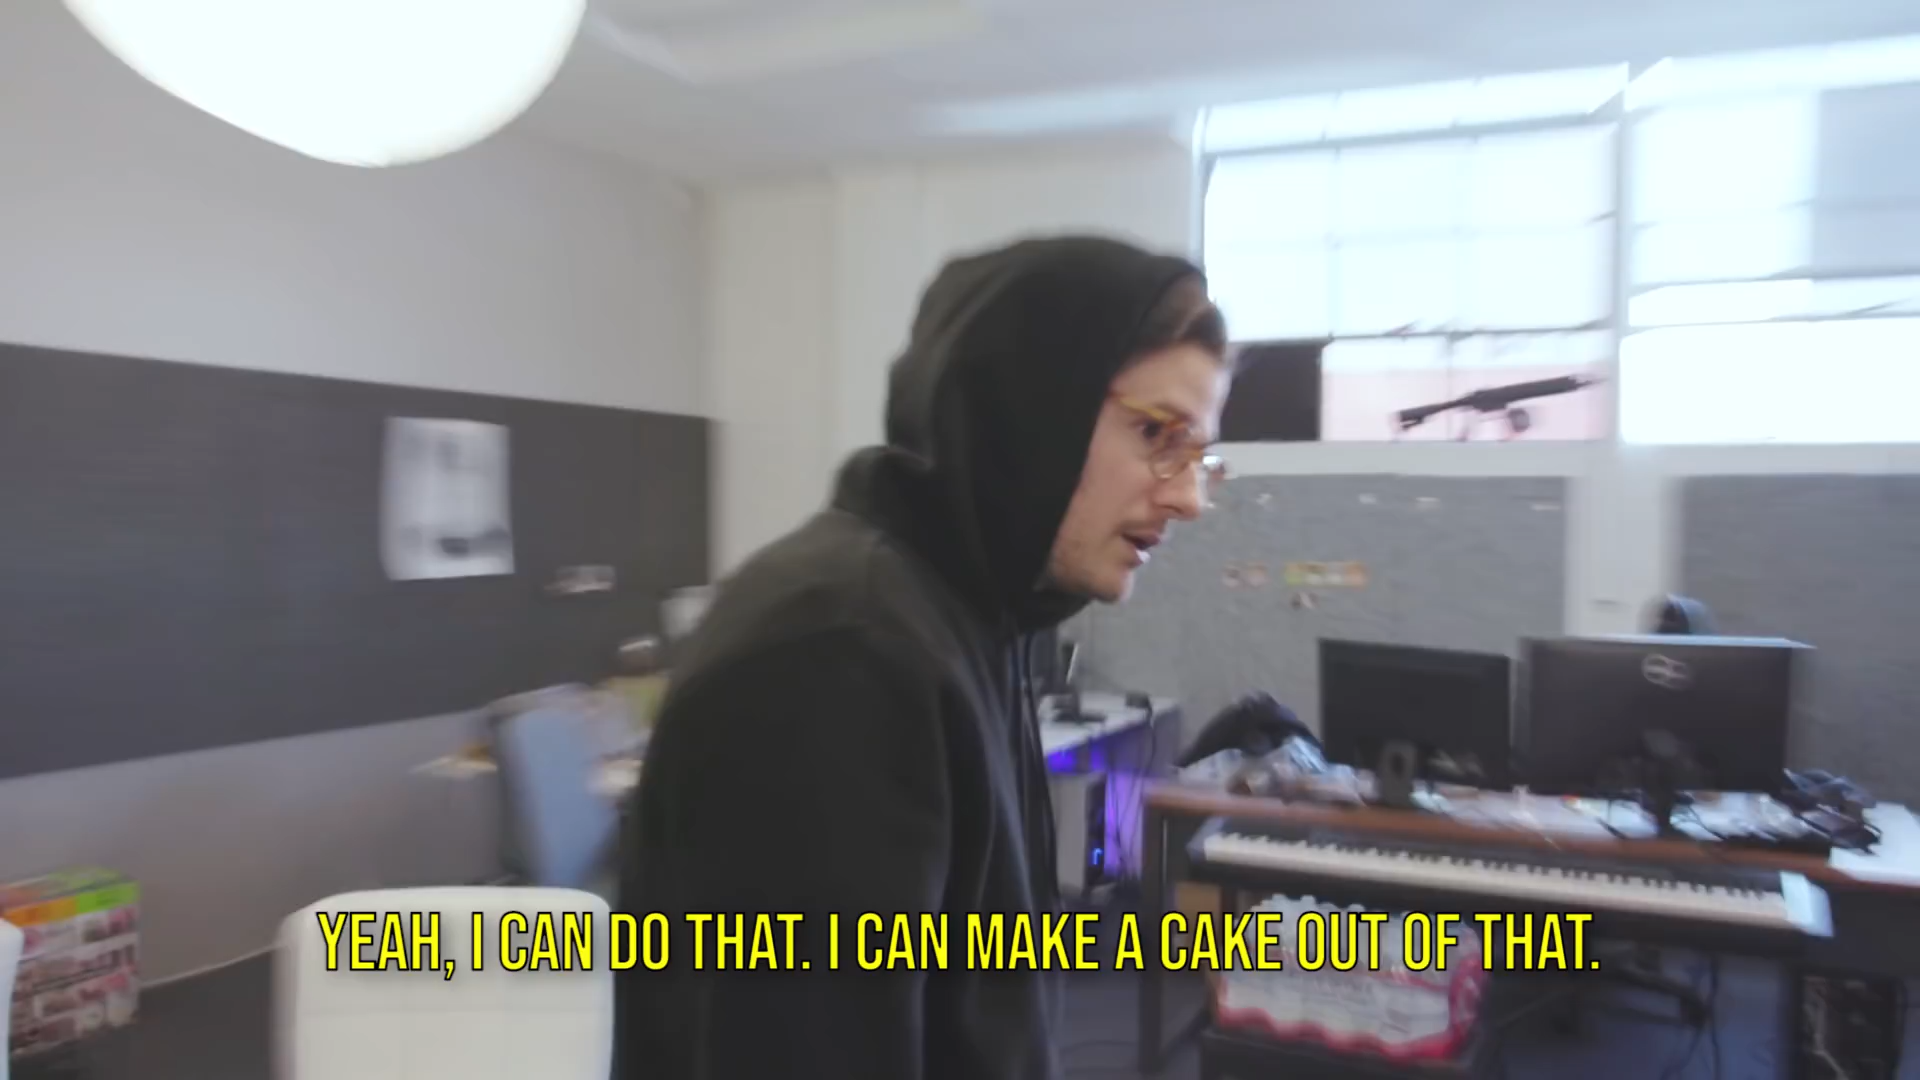 YEAH, I CAN DO THAT. I CAN MAKE A CAKE OUT OF THAT.